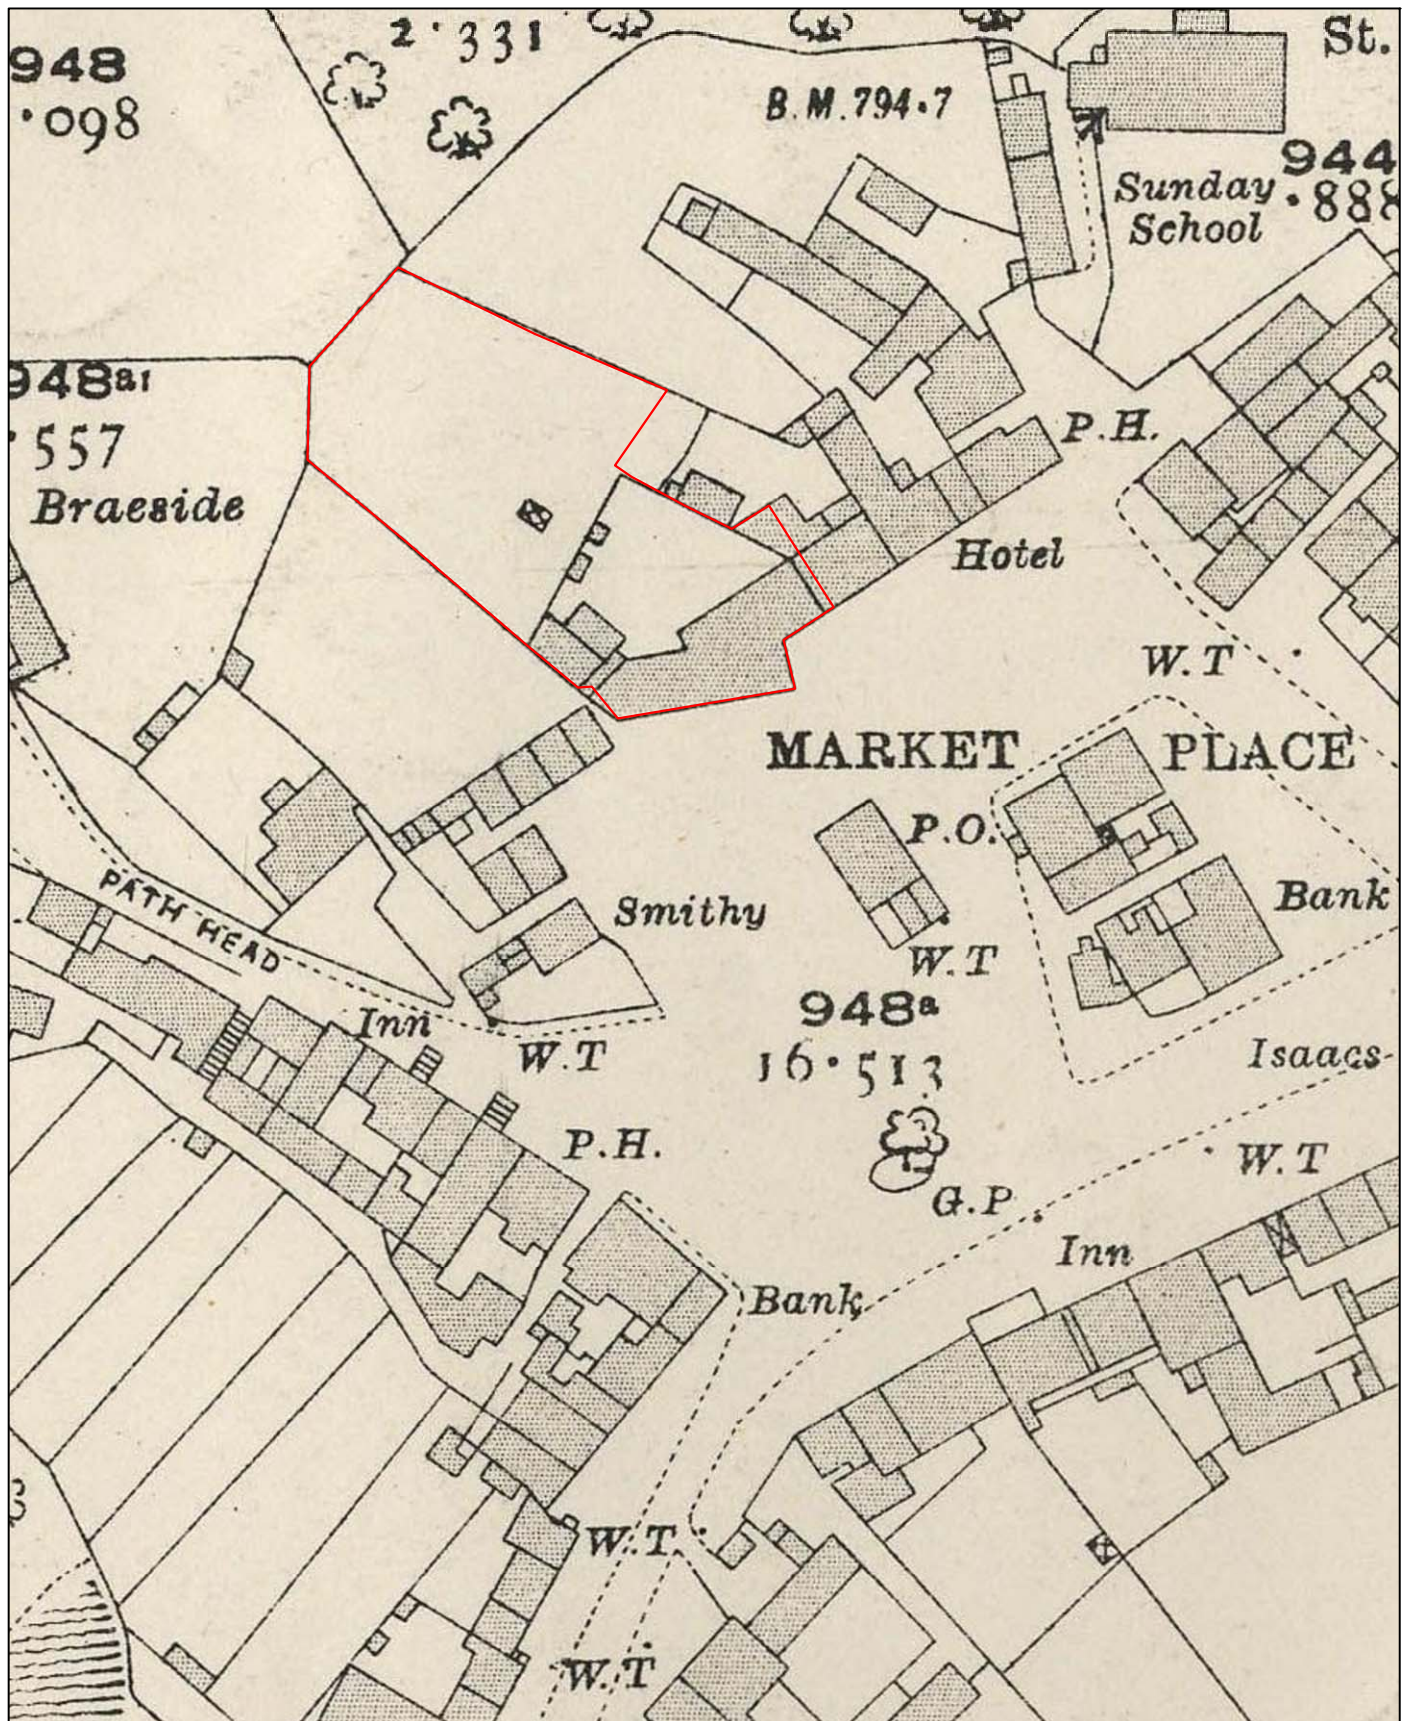 2·331
St.
948
·098
B.M. 794·7
944
·888
Sunday
School
948a1
·557
Braeside
P.H.
Hotel
W.T
MARKET PLACE
P.O.
Smithy
Bank
PATH HEAD
W.T
948a
16·513
Inn
W.T
Isaacs
P.H.
W.T
G.P
Inn
Bank
W.T
W.T